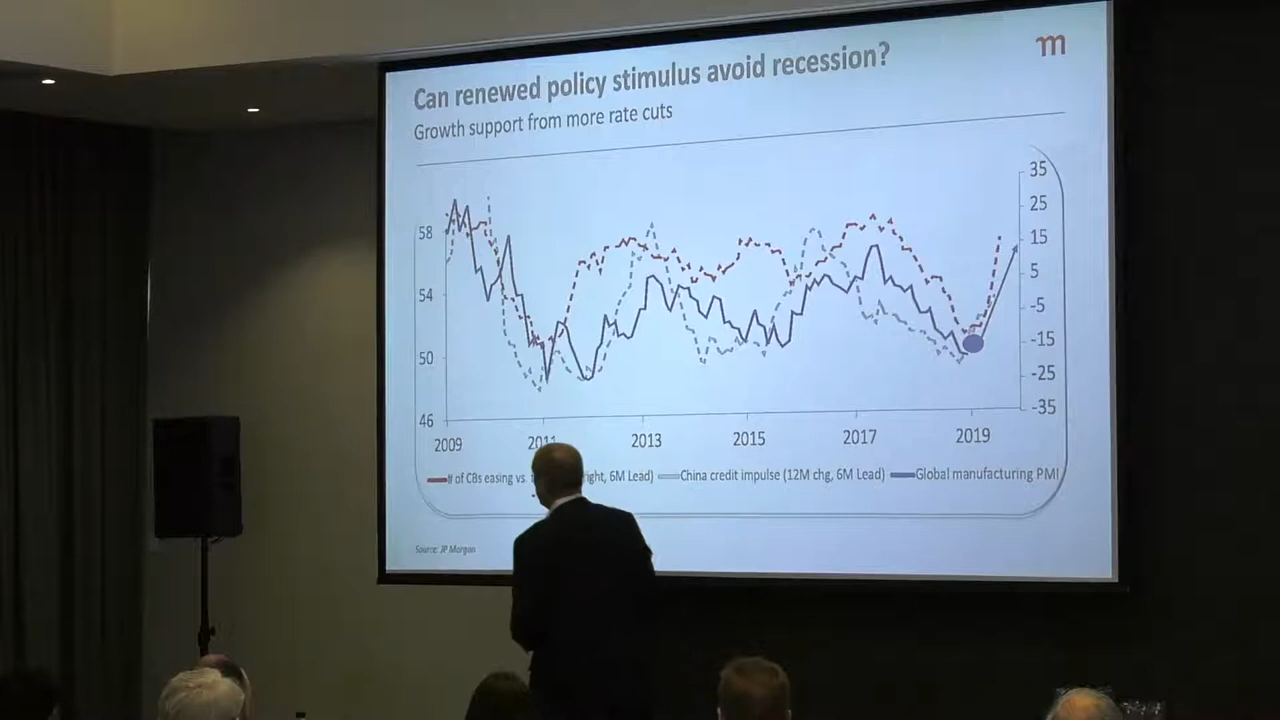 Can renewed policy stimulus avoid recession?
m
Growth support from more rate cuts
35
25
15
5
-5
-15
-25
-35
58
54
50
46
2009 2011 2013 2015 2017 2019
# of CBs easing vs. ight, 6M Lead) China credit impulse (12M chg, 6M Lead) Global manufacturing PMI
Source: JP Morgan